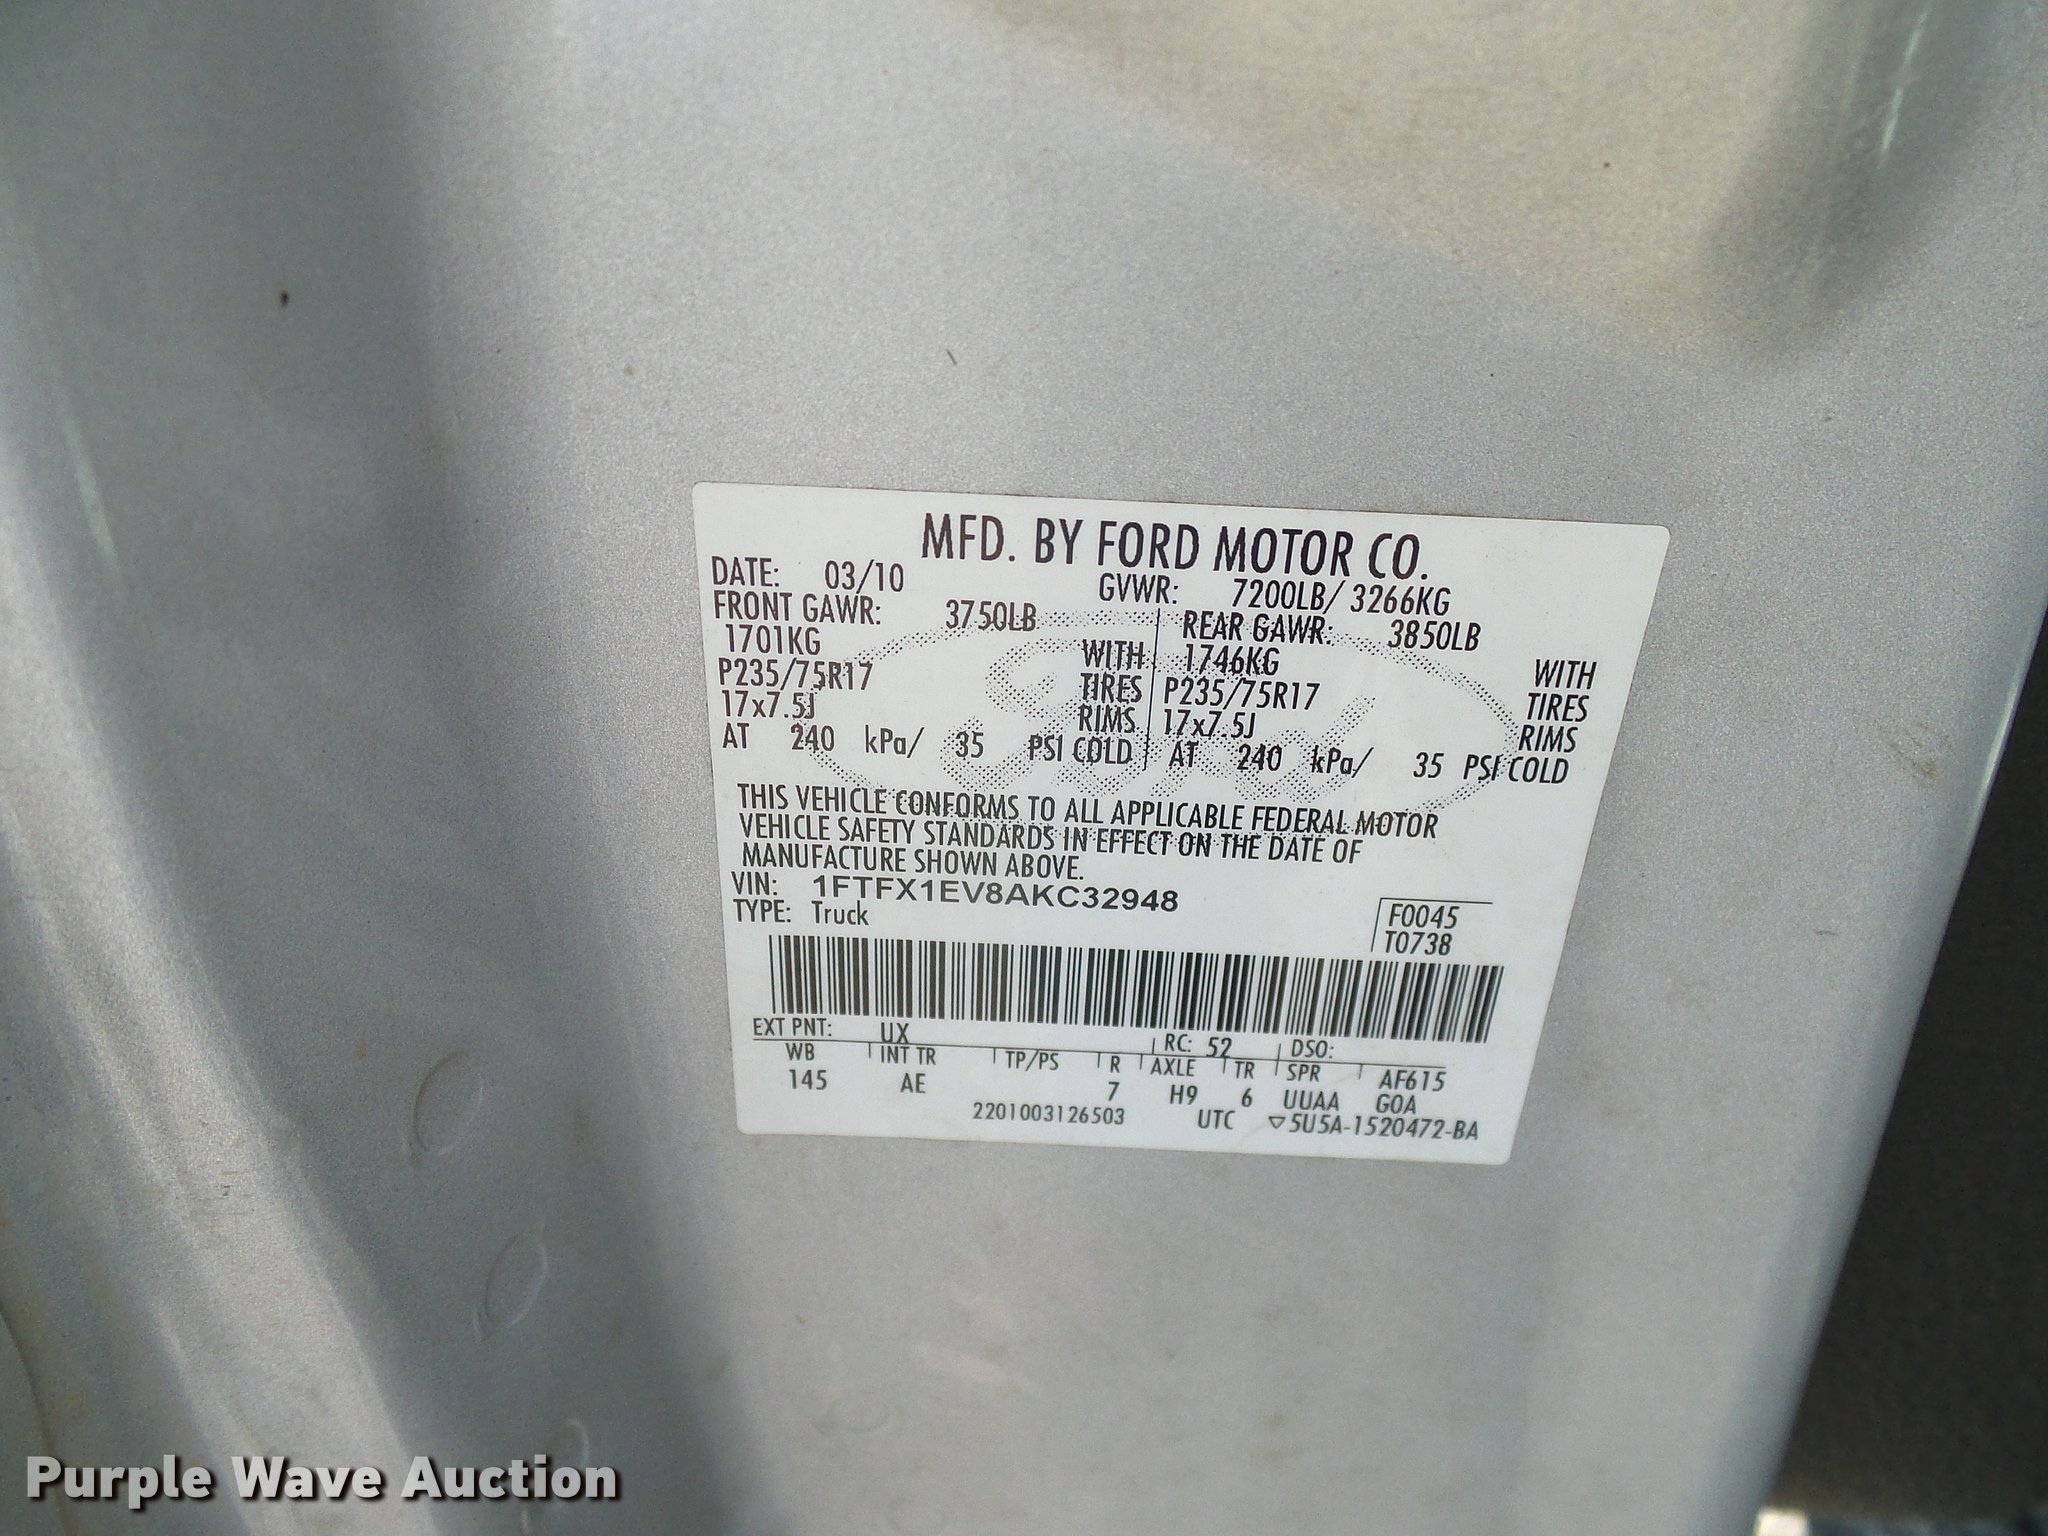 MFD. BY FORD MOTOR CO.
DATE: 03/10 GVWR: 7200LB/ 3266KG
FRONT GAWR: 3750LB REAR GAWR: 3850LB
1701KG WITH 1746KG WITH
P235/75R17 TIRES P235/75R17 TIRES
17x7.5J RIMS 17x7.5J RIMS
AT 240 kPa/ 35 PSI COLD AT 240 kPa/ 35 PSI COLD
Ford
THIS VEHICLE CONFORMS TO ALL APPLICABLE FEDERAL MOTOR
VEHICLE SAFETY STANDARDS IN EFFECT ON THE DATE OF
MANUFACTURE SHOWN ABOVE.
VIN: 1FTFX1EV8AKC32948
TYPE: Truck
F0045
T0738
EXT PNT: UX RC: 52 DSO:
WB INT TR TP/PS R AXLE TR SPR AF615
145 AE 7 H9 6 UUAA GOA
2201003126503 UTC ▽5U5A-1520472-BA
Purple Wave Auction